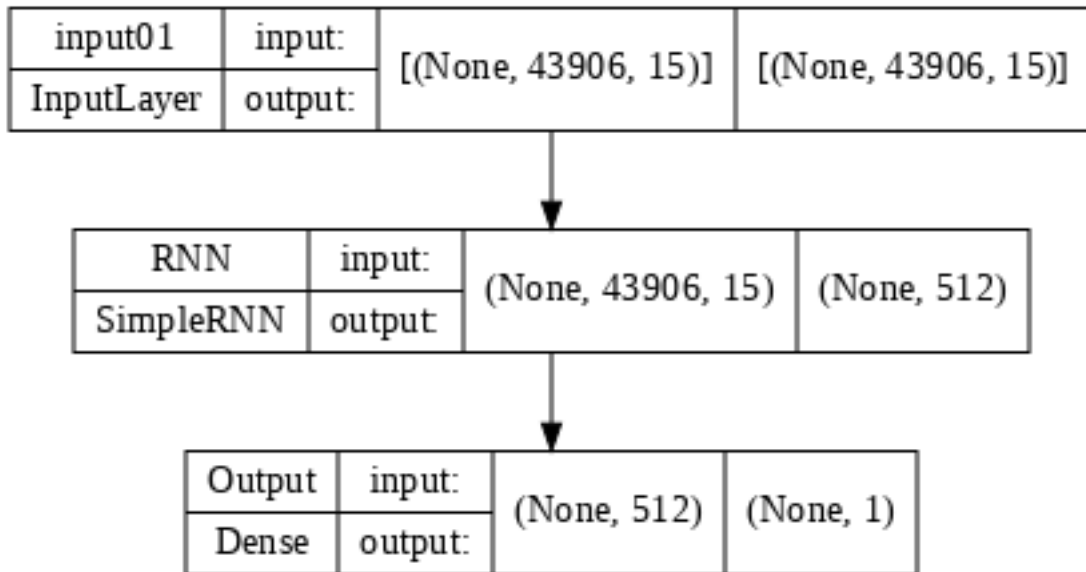 input01 input: [(None, 43906, 15)] [(None, 43906, 15)]
InputLayer output:
RNN input: (None, 43906, 15) (None, 512)
SimpleRNN output:
Output input: (None, 512) (None, 1)
Dense output: